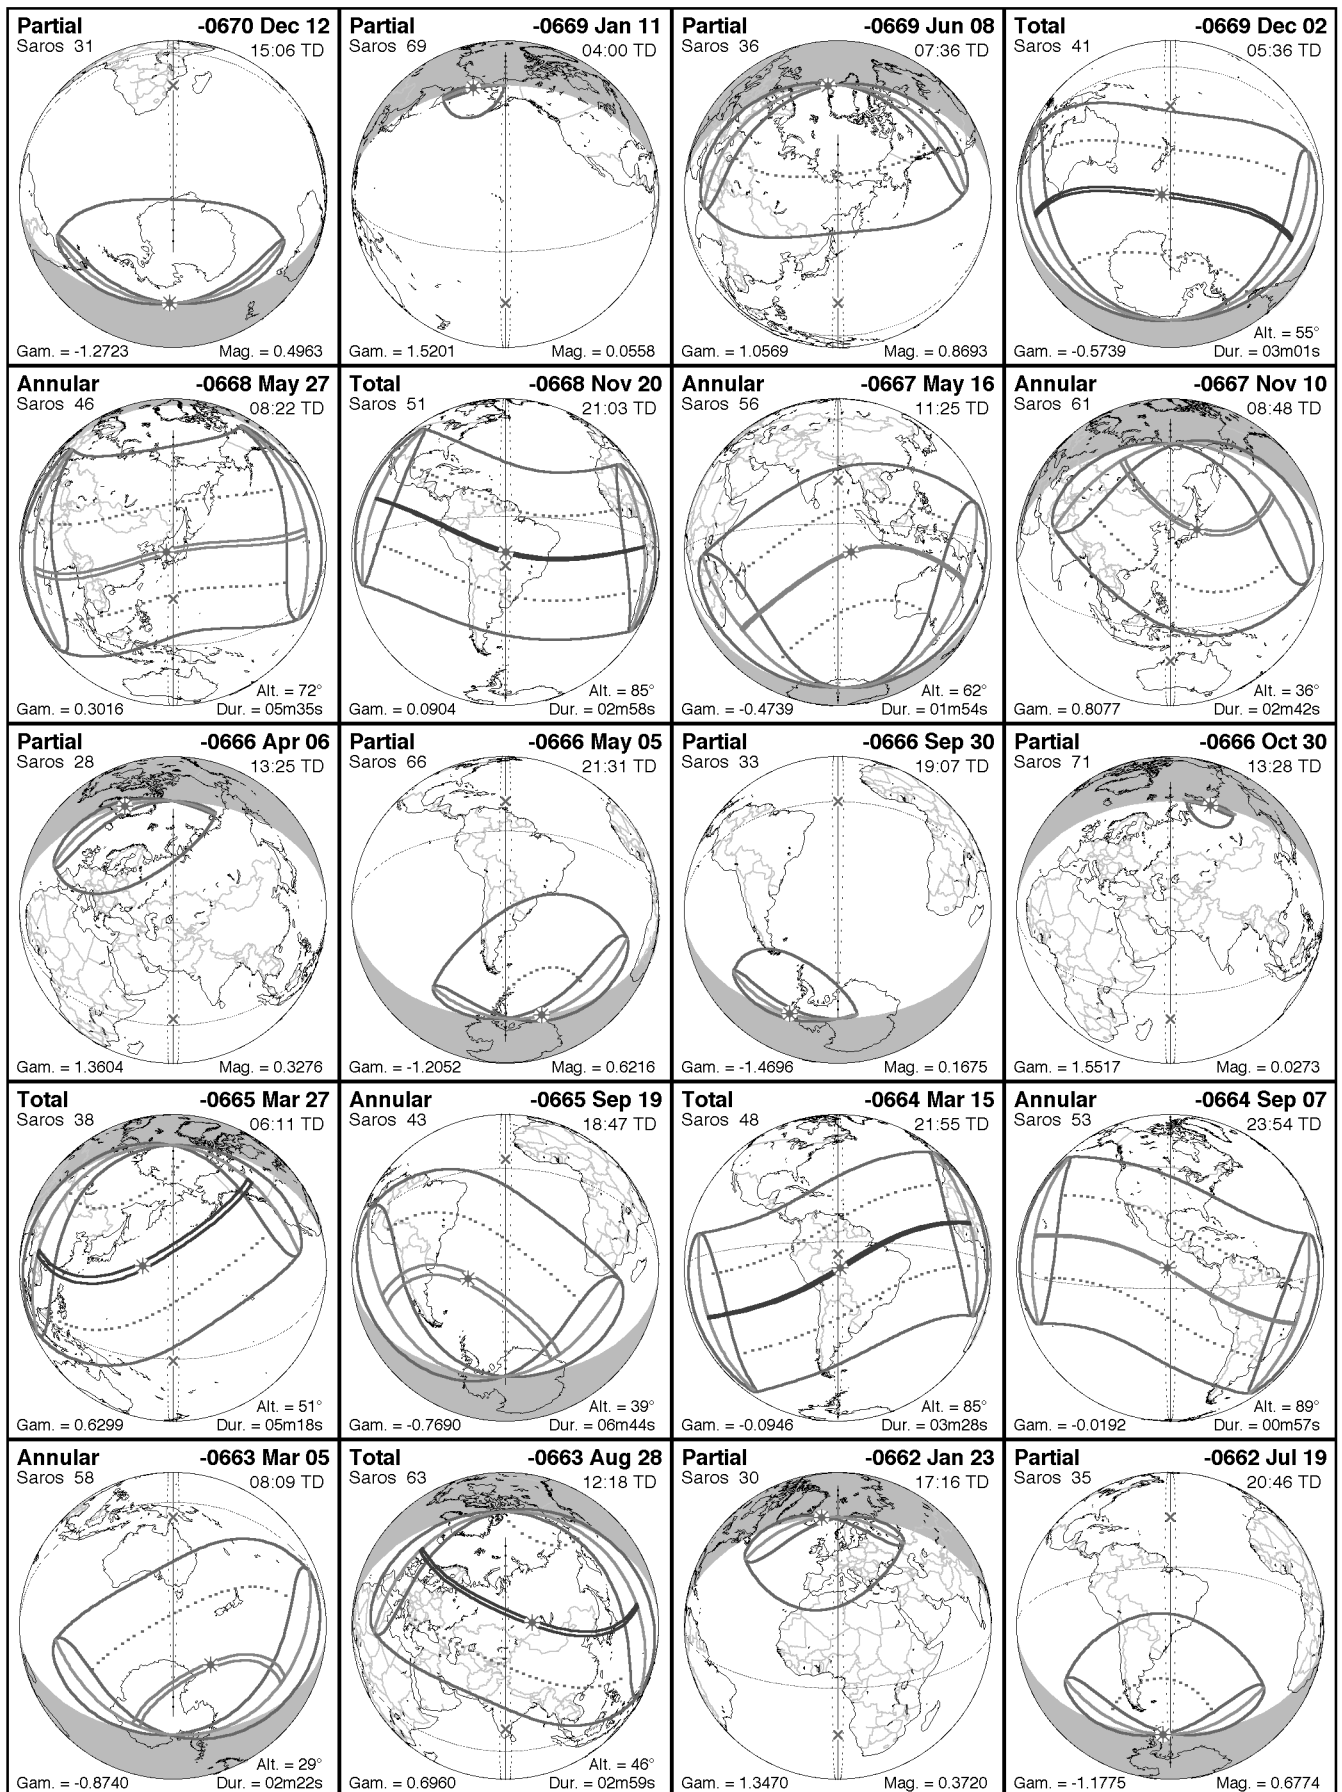 Partial -0670 Dec 12
Saros 31 15:06 TD
Gam. = -1.2723 Mag. = 0.4963
Partial -0669 Jan 11
Saros 69 04:00 TD
Gam. = 1.5201 Mag. = 0.0558
Partial -0669 Jun 08
Saros 36 07:36 TD
Gam. = 1.0569 Mag. = 0.8693
Total -0669 Dec 02
Saros 41 05:36 TD
Alt. = 55°
Gam. = -0.5739 Dur. = 03m01s
Annular -0668 May 27
Saros 46 08:22 TD
Alt. = 72°
Gam. = 0.3016 Dur. = 05m35s
Total -0668 Nov 20
Saros 51 21:03 TD
Alt. = 85°
Gam. = 0.0904 Dur. = 02m58s
Annular -0667 May 16
Saros 56 11:25 TD
Alt. = 62°
Gam. = -0.4739 Dur. = 01m54s
Annular -0667 Nov 10
Saros 61 08:48 TD
Alt. = 36°
Gam. = 0.8077 Dur. = 02m42s
Partial -0666 Apr 06
Saros 28 13:25 TD
Gam. = 1.3604 Mag. = 0.3276
Partial -0666 May 05
Saros 66 21:31 TD
Gam. = -1.2052 Mag. = 0.6216
Partial -0666 Sep 30
Saros 33 19:07 TD
Gam. = -1.4696 Mag. = 0.1675
Partial -0666 Oct 30
Saros 71 13:28 TD
Gam. = 1.5517 Mag. = 0.0273
Total -0665 Mar 27
Saros 38 06:11 TD
Alt. = 51°
Gam. = 0.6299 Dur. = 05m18s
Annular -0665 Sep 19
Saros 43 18:47 TD
Alt. = 39°
Gam. = -0.7690 Dur. = 06m44s
Total -0664 Mar 15
Saros 48 21:55 TD
Alt. = 85°
Gam. = -0.0946 Dur. = 03m28s
Annular -0664 Sep 07
Saros 53 23:54 TD
Alt. = 89°
Gam. = -0.0192 Dur. = 00m57s
Annular -0663 Mar 05
Saros 58 08:09 TD
Alt. = 29°
Gam. = -0.8740 Dur. = 02m22s
Total -0663 Aug 28
Saros 63 12:18 TD
Alt. = 46°
Gam. = 0.6960 Dur. = 02m59s
Partial -0662 Jan 23
Saros 30 17:16 TD
Gam. = 1.3470 Mag. = 0.3720
Partial -0662 Jul 19
Saros 35 20:46 TD
Gam. = -1.1775 Mag. = 0.6774